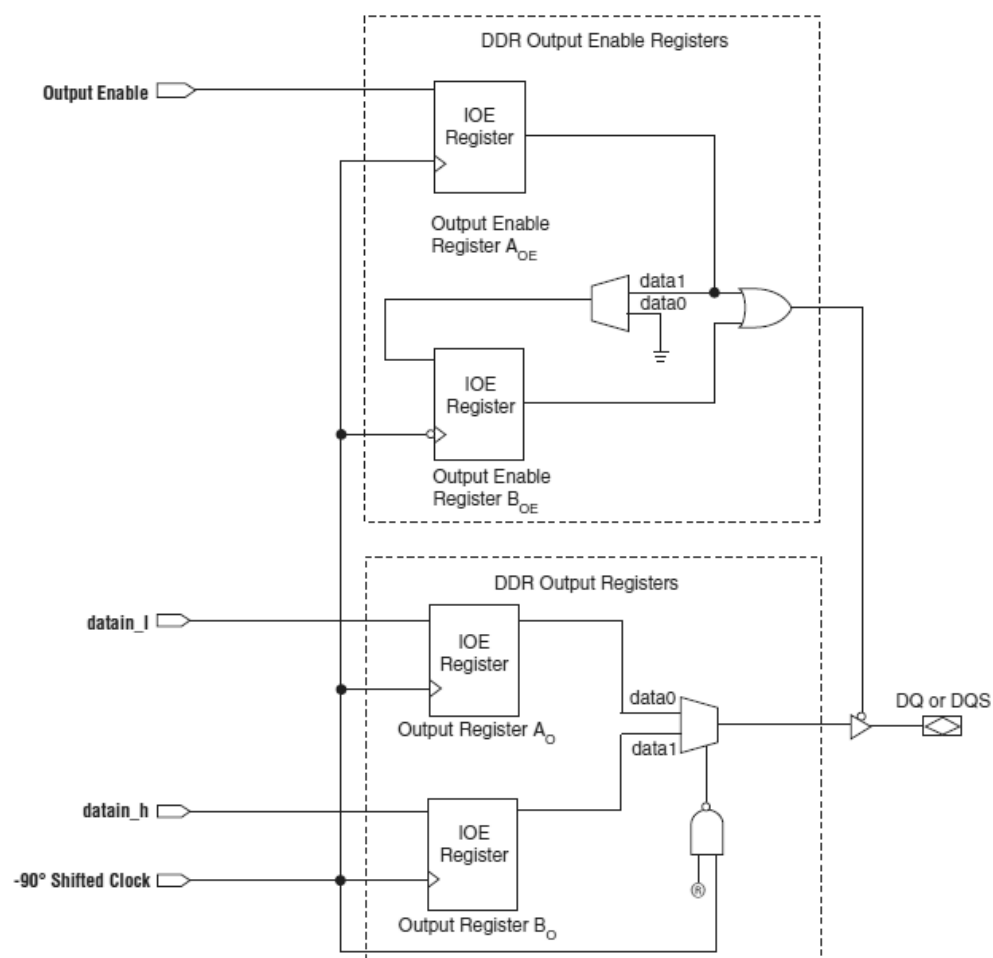 DDR Output Enable Registers
Output Enable
IOE
Register
Output Enable
Register A_OE
data1
data0
IOE
Register
Output Enable
Register B_OE
DDR Output Registers
datain_l
IOE
Register
data0
DQ or DQS
Output Register A_O
data1
datain_h
IOE
Register
-90° Shifted Clock
R
Output Register B_O